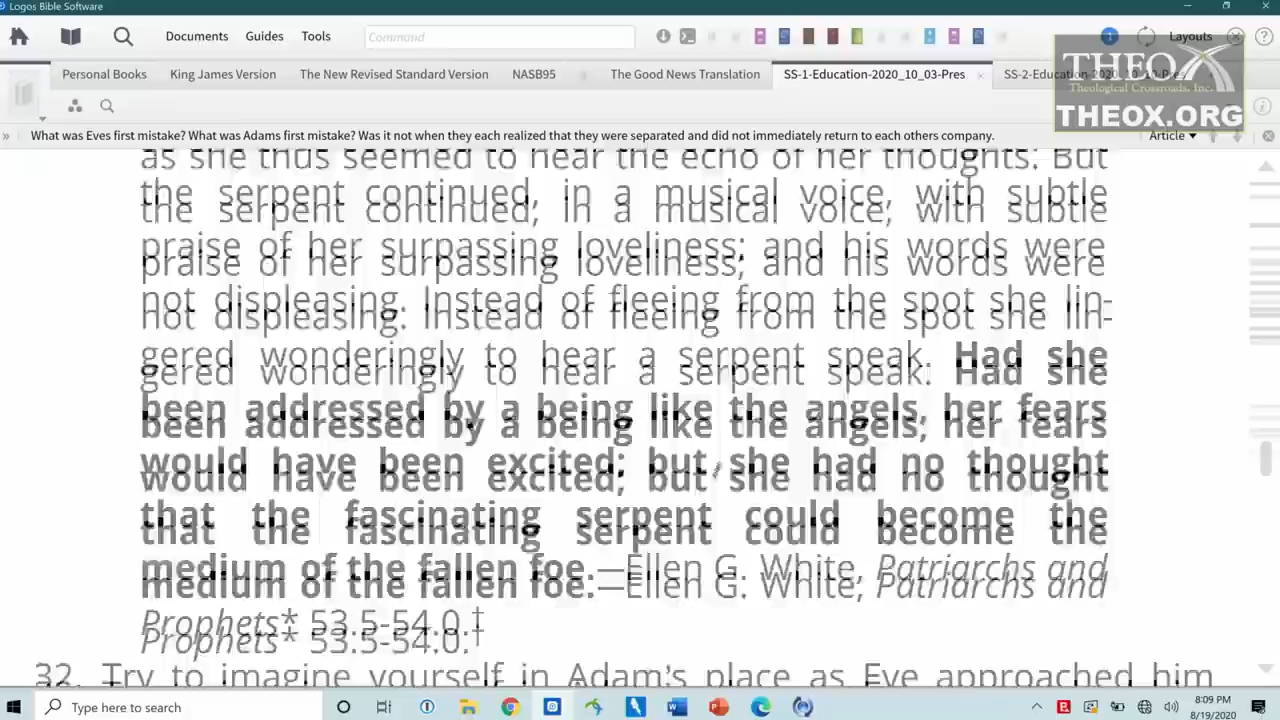 Logos Bible Software
Documents Guides Tools Command Layouts
THEOX
Theological Crossroads, Inc.
THEOX.ORG
Personal Books King James Version The New Revised Standard Version NASB95 The Good News Translation SS-1-Education-2020_10_03-Pres SS-2-Education-2020_10_10-Pres
What was Eves first mistake? What was Adams first mistake? Was it not when they each realized that they were separated and did not immediately return to each others company. Article
as she thus seemed to hear the echo of her thoughts. But
the serpent continued, in a musical voice, with subtle
praise of her surpassing loveliness; and his words were
not displeasing. Instead of fleeing from the spot she lin-
gered wonderingly to hear a serpent speak. Had she
been addressed by a being like the angels, her fears
would have been excited; but she had no thought
that the fascinating serpent could become the
medium of the fallen foe.—Ellen G. White, Patriarchs and
Prophets* 53.5-54.0.†
32. Try to imagine yourself in Adam's place as Eve approached him
Type here to search
8:09 PM
8/19/2020